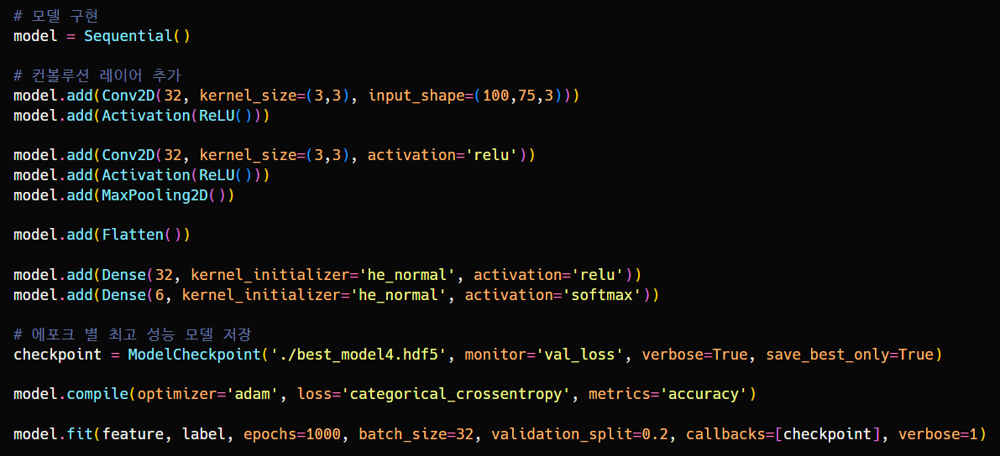 # 모델 구현
model = Sequential()
# 컨볼루션 레이어 추가
model.add(Conv2D(32, kernel_size=(3,3), input_shape=(100,75,3)))
model.add(Activation(ReLU()))
model.add(Conv2D(32, kernel_size=(3,3), activation='relu'))
model.add(Activation(ReLU()))
model.add(MaxPooling2D())
model.add(Flatten())
model.add(Dense(32, kernel_initializer='he_normal', activation='relu'))
model.add(Dense(6, kernel_initializer='he_normal', activation='softmax'))
# 에포크 별 최고 성능 모델 저장
checkpoint = ModelCheckpoint('./best_model4.hdf5', monitor='val_loss', verbose=True, save_best_only=True)
model.compile(optimizer='adam', loss='categorical_crossentropy', metrics='accuracy')
model.fit(feature, label, epochs=1000, batch_size=32, validation_split=0.2, callbacks=[checkpoint], verbose=1)